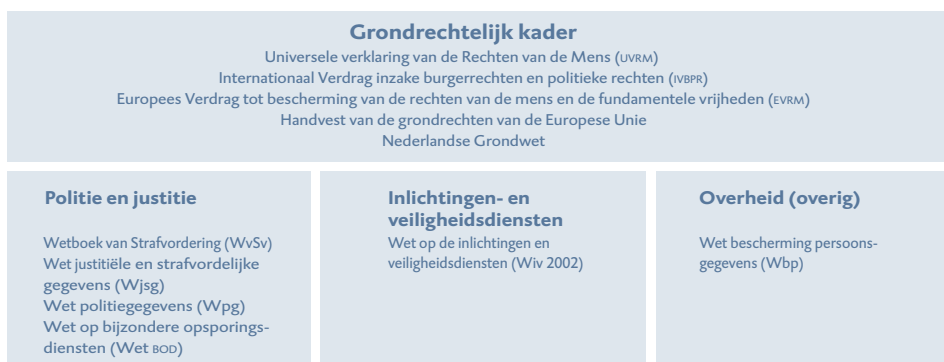 Grondrechtelijk kader
Universele verklaring van de Rechten van de Mens (UVRM)
Internationaal Verdrag inzake burgerrechten en politieke rechten (IVBPR)
Europees Verdrag tot bescherming van de rechten van de mens en de fundamentele vrijheden (EVRM)
Handvest van de grondrechten van de Europese Unie
Nederlandse Grondwet
Politie en justitie
Wetboek van Strafvordering (WvSv)
Wet justitiële en strafvordelijke
gegevens (Wjsg)
Wet politiegegevens (Wpg)
Wet op bijzondere opsporings-
diensten (Wet BOD)
Inlichtingen- en
veiligheidsdiensten
Wet op de inlichtingen en
veiligheidsdiensten (Wiv 2002)
Overheid (overig)
Wet bescherming persoons-
gegevens (Wbp)